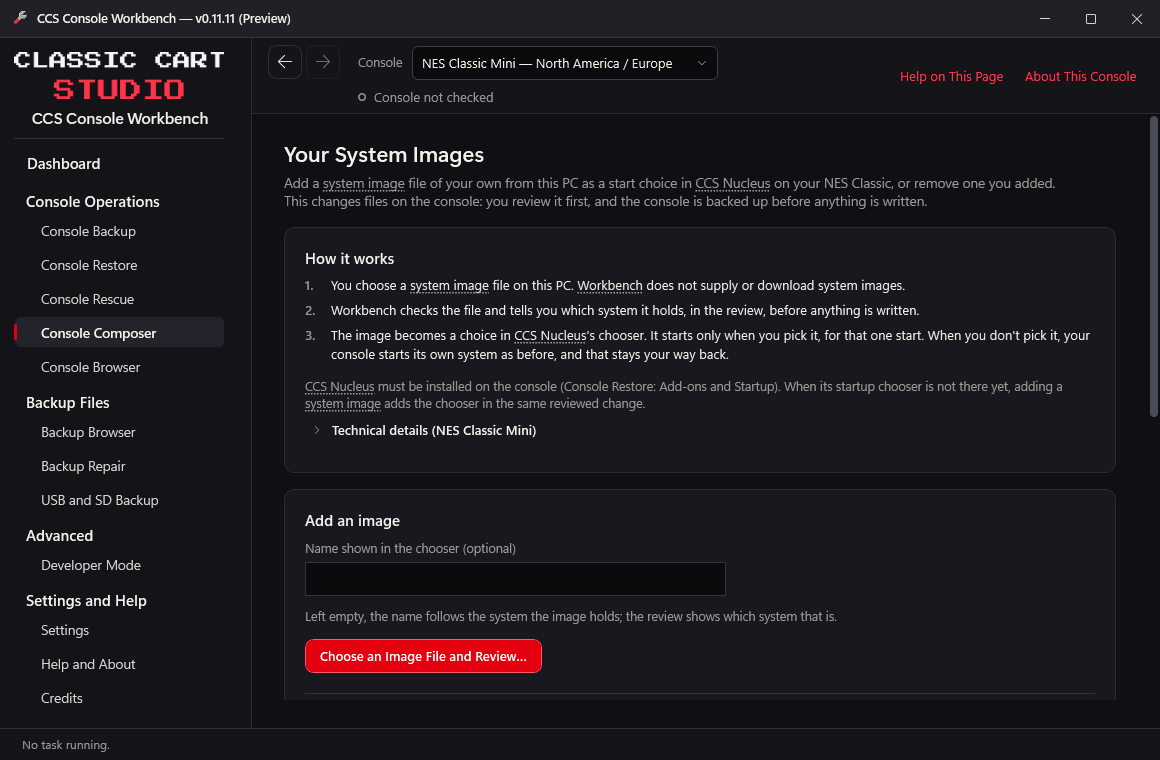 CCS Console Workbench — v0.11.11 (Preview)
CLASSIC CART
STUDIO
CCS Console Workbench
Dashboard
Console Operations
Console Backup
Console Restore
Console Rescue
Console Composer
Console Browser
Backup Files
Backup Browser
Backup Repair
USB and SD Backup
Advanced
Developer Mode
Settings and Help
Settings
Help and About
Credits
Console
NES Classic Mini — North America / Europe
Console not checked
Help on This Page
About This Console
Your System Images
Add a system image file of your own from this PC as a start choice in CCS Nucleus on your NES Classic, or remove one you added.
This changes files on the console: you review it first, and the console is backed up before anything is written.
How it works
1. You choose a system image file on this PC. Workbench does not supply or download system images.
2. Workbench checks the file and tells you which system it holds, in the review, before anything is written.
3. The image becomes a choice in CCS Nucleus's chooser. It starts only when you pick it, for that one start. When you don't pick it, your
console starts its own system as before, and that stays your way back.
CCS Nucleus must be installed on the console (Console Restore: Add-ons and Startup). When its startup chooser is not there yet, adding a
system image adds the chooser in the same reviewed change.
Technical details (NES Classic Mini)
Add an image
Name shown in the chooser (optional)
Left empty, the name follows the system the image holds; the review shows which system that is.
Choose an Image File and Review...
No task running.